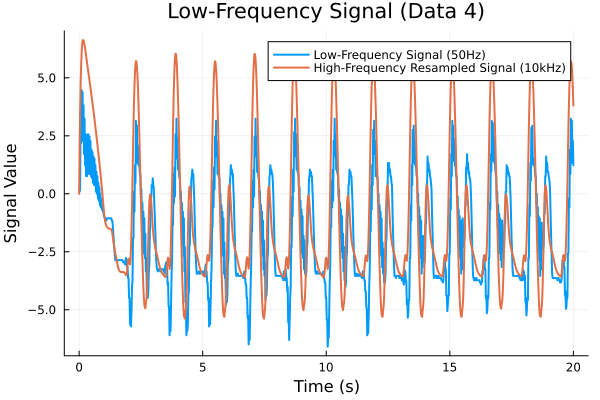 Low-Frequency Signal (Data 4)
Low-Frequency Signal (50Hz)
High-Frequency Resampled Signal (10kHz)
5.0
2.5
0.0
−2.5
−5.0
Signal Value
0 5 10 15 20
Time (s)